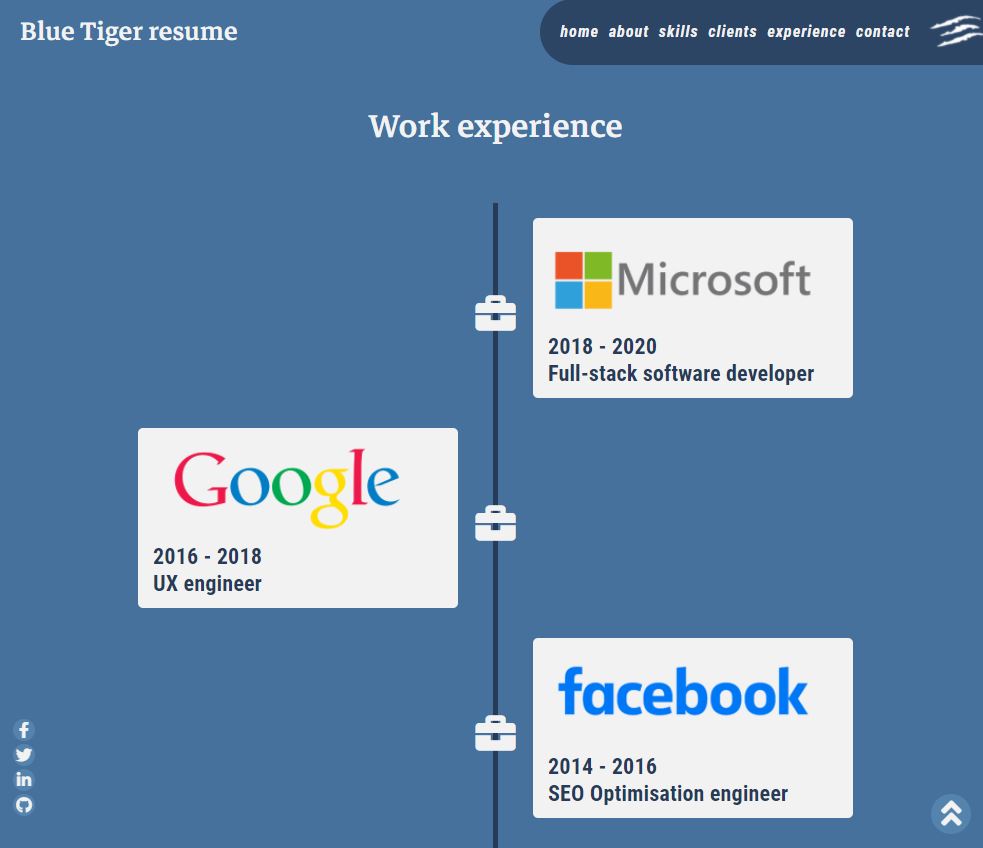 Blue Tiger resume
home about skills clients experience contact
Work experience
Microsoft
2018 - 2020
Full-stack software developer
Google
2016 - 2018
UX engineer
facebook
2014 - 2016
SEO Optimisation engineer